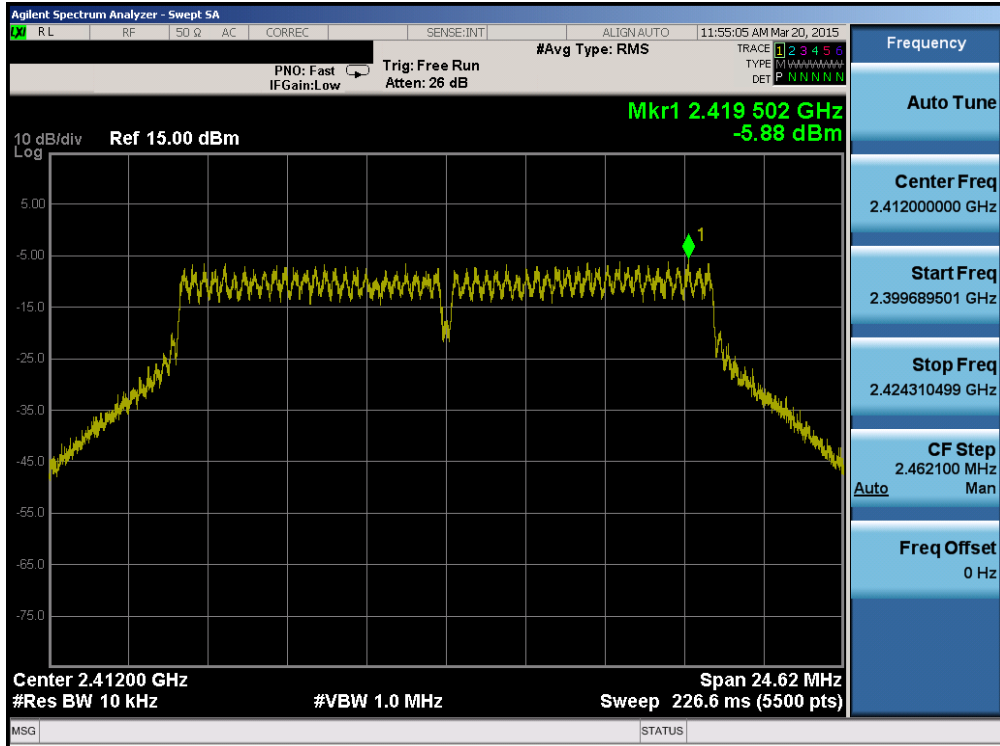 Agilent Spectrum Analyzer - Swept SA
LXI RL RF 50 Ω AC CORREC SENSE:INT ALIGN AUTO 11:55:05 AM Mar 20, 2015
PNO: Fast
IFGain:Low
Trig: Free Run
Atten: 26 dB
#Avg Type: RMS
TRACE 1 2 3 4 5 6
TYPE M WWWWW
DET P N N N N N
Mkr1 2.419 502 GHz
-5.88 dBm
10 dB/div
Log
Ref 15.00 dBm
5.00
-5.00
-15.0
-25.0
-35.0
-45.0
-55.0
-65.0
-75.0
1
Center 2.41200 GHz
Span 24.62 MHz
#Res BW 10 kHz
#VBW 1.0 MHz
Sweep 226.6 ms (5500 pts)
MSG
STATUS
Frequency
Auto Tune
Center Freq
2.412000000 GHz
Start Freq
2.399689501 GHz
Stop Freq
2.424310499 GHz
CF Step
2.462100 MHz
Auto Man
Freq Offset
0 Hz